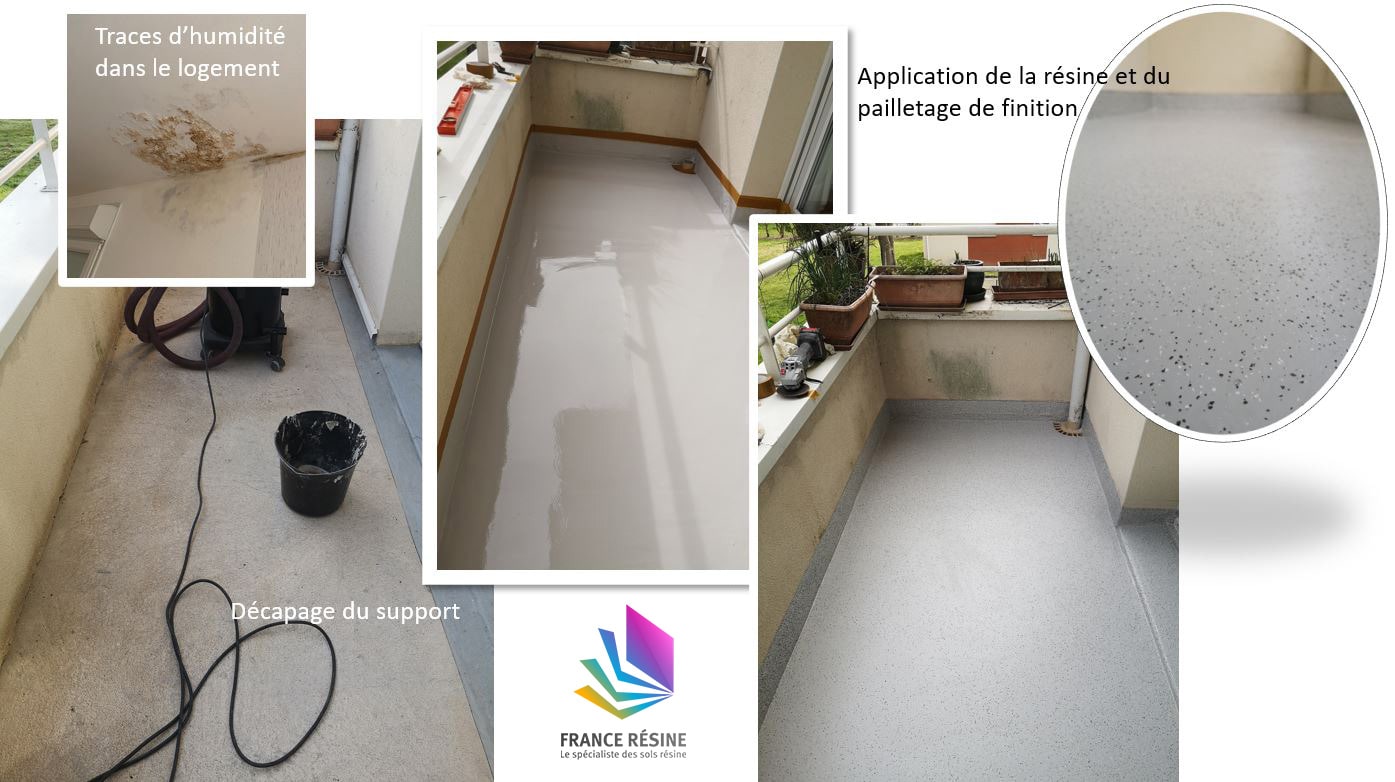 Traces d’humidité
dans le logement
Application de la résine et du
pailletage de finition
Décapage du support
FRANCE RÉSINE
Le spécialiste des sols résine